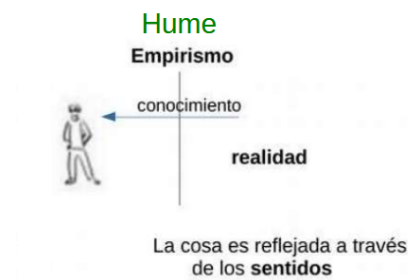 Hume
Empirismo
conocimiento
realidad
La cosa es reflejada a través
de los sentidos